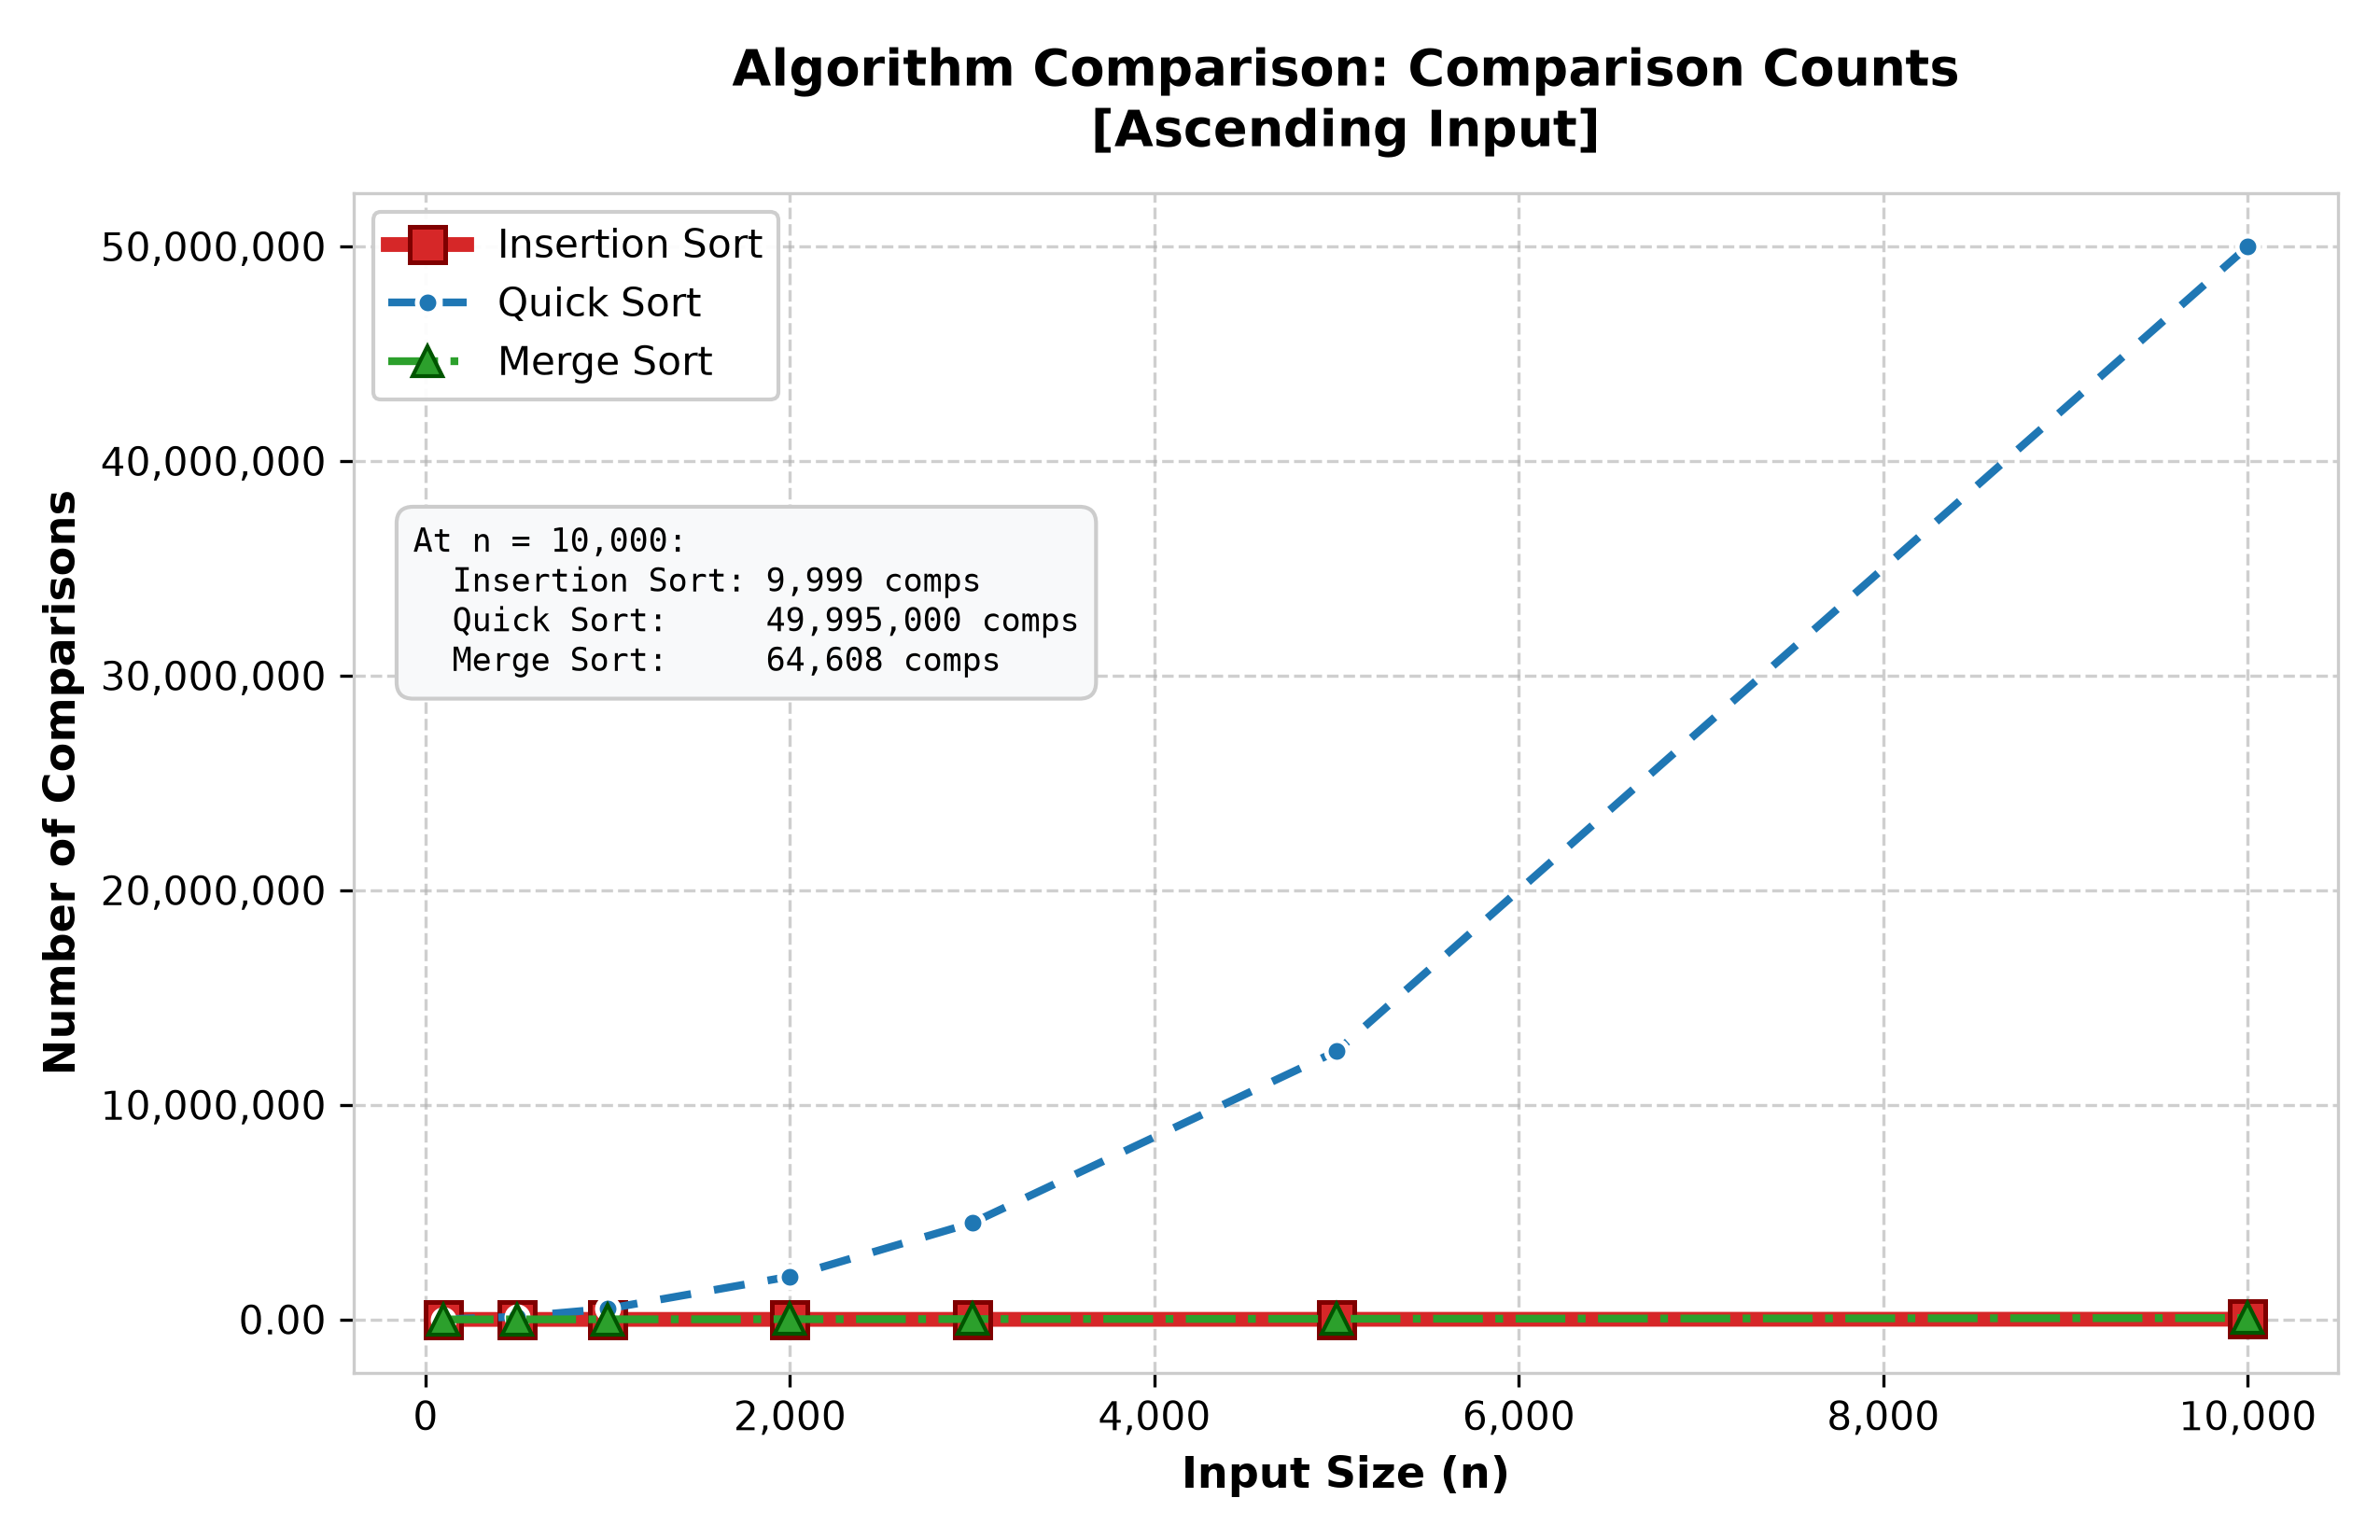 Algorithm Comparison: Comparison Counts
[Ascending Input]
Insertion Sort
Quick Sort
Merge Sort
At n = 10,000:
Insertion Sort: 9,999 comps
Quick Sort: 49,995,000 comps
Merge Sort: 64,608 comps
Number of Comparisons
50,000,000
40,000,000
30,000,000
20,000,000
10,000,000
0.00
0
2,000
4,000
6,000
8,000
10,000
Input Size (n)